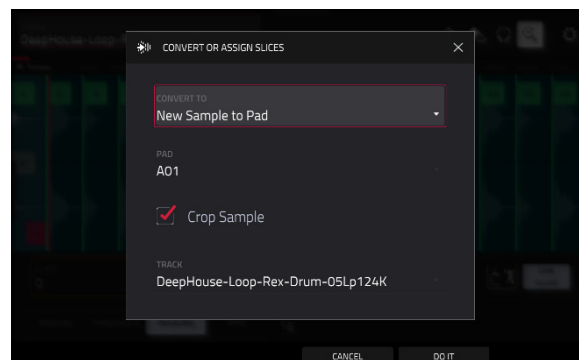 CONVERT OR ASSIGN SLICES
CONVERT TO
New Sample to Pad
PAD
A01
Crop Sample
TRACK
DeepHouse-Loop-Rex-Drum-05Lp124K
CANCEL
DO IT